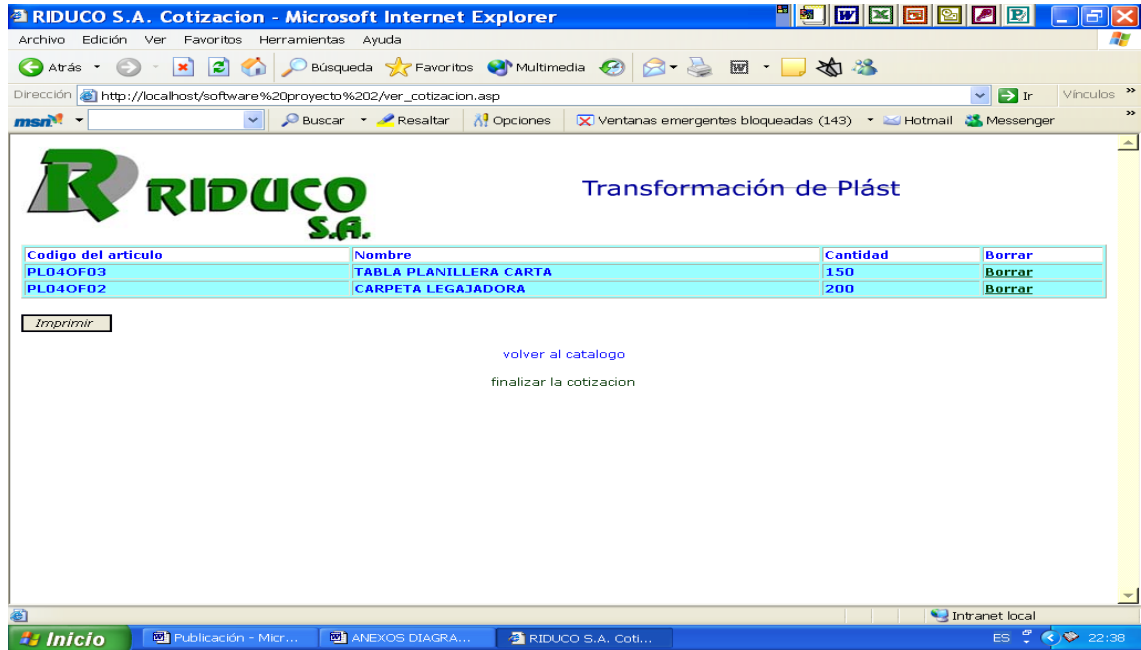 RIDUCO S.A. Cotizacion - Microsoft Internet Explorer
Archivo Edición Ver Favoritos Herramientas Ayuda
Atrás Búsqueda Favoritos Multimedia
Dirección http://localhost/software%20proyecto%202/ver_cotizacion.asp Ir Vínculos
msn Buscar Resaltar Opciones Ventanas emergentes bloqueadas (143) Hotmail Messenger
RIDUCO S.A.
Transformación de Plást
Codigo del articulo Nombre Cantidad Borrar
PL04OF03 TABLA PLANILLERA CARTA 150 Borrar
PL04OF02 CARPETA LEGAJADORA 200 Borrar
Imprimir
volver al catalogo
finalizar la cotizacion
Intranet local
Inicio Publicación - Micr... ANEXOS DIAGRA... RIDUCO S.A. Coti... ES 22:38